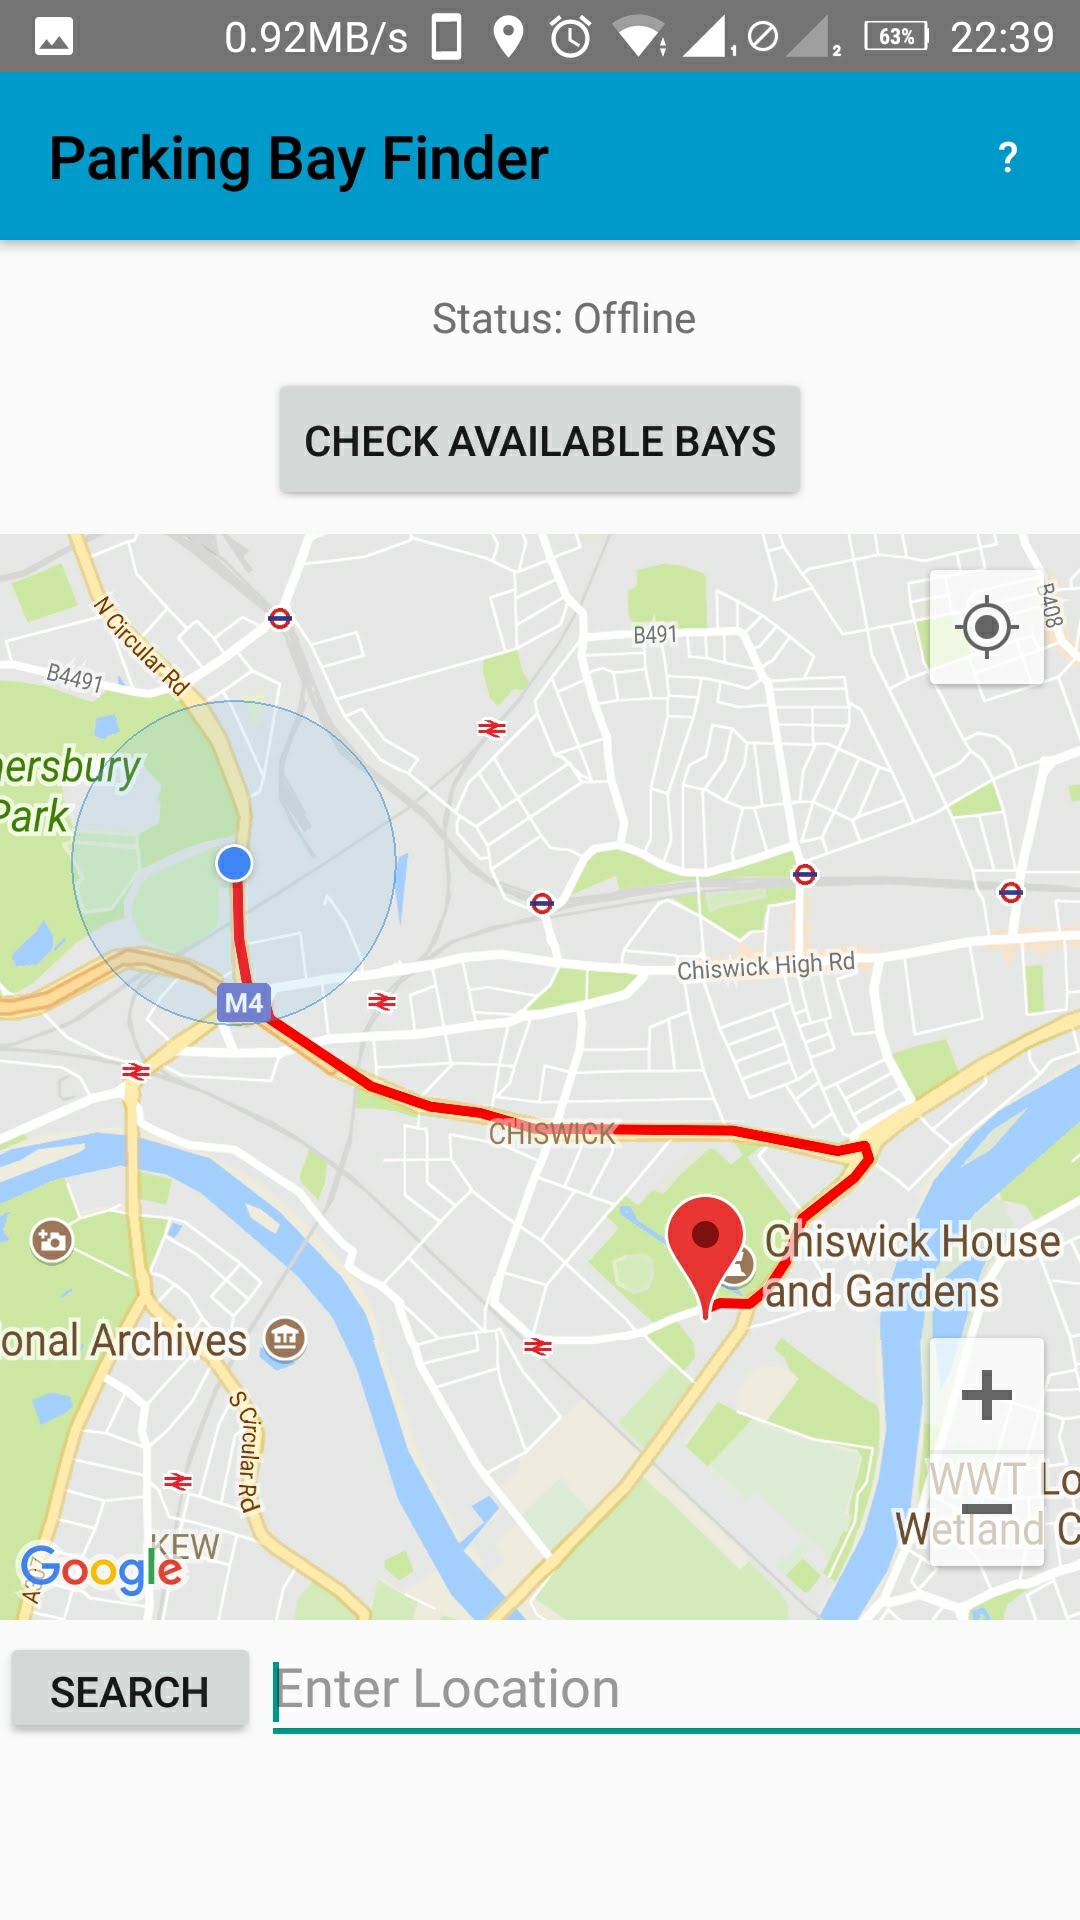 0.92MB/s 1 2 63% 22:39
Parking Bay Finder ?
Status: Offline
CHECK AVAILABLE BAYS
N Circular Rd
B491
B408
B4491
ersbury
Park
Chiswick High Rd
M4
CHISWICK
Chiswick House
and Gardens
onal Archives
S Circular Rd
WWT Lo
Wetland C
KEW
Google
SEARCH Enter Location